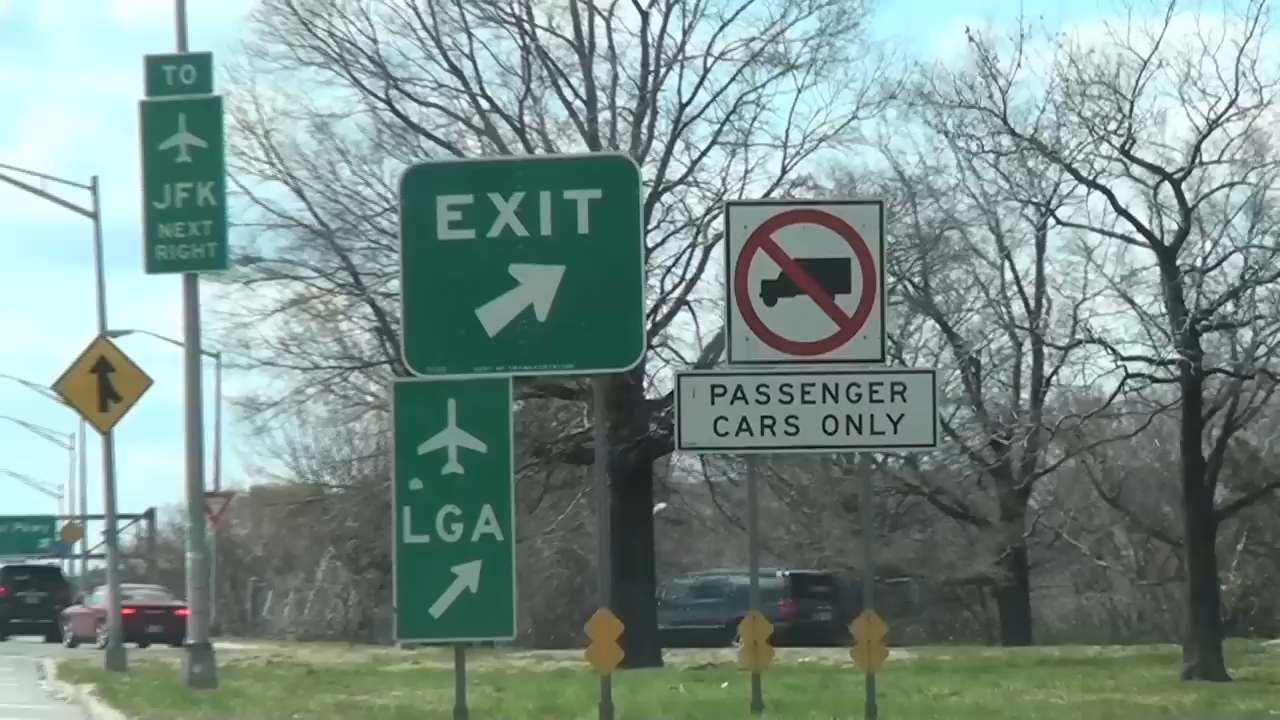 TO
JFK
NEXT
RIGHT
EXIT
LGA
PASSENGER
CARS ONLY